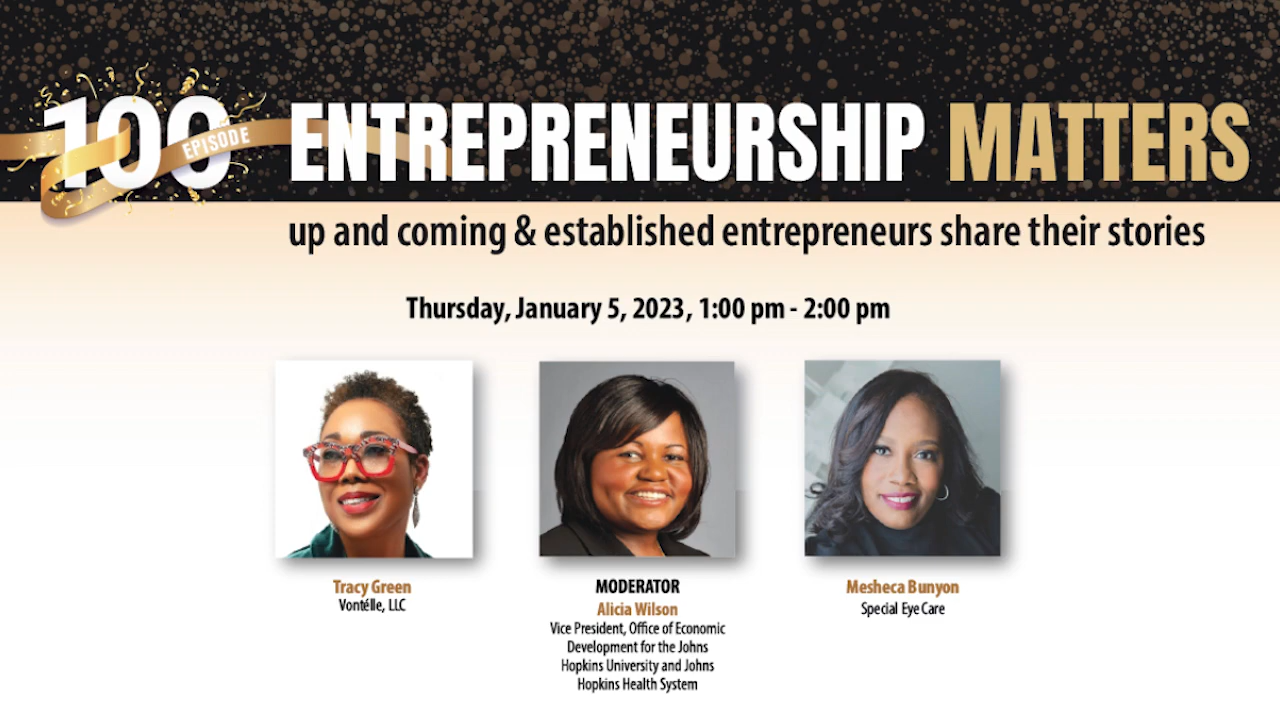 100
EPISODE
ENTREPRENEURSHIP MATTERS
up and coming & established entrepreneurs share their stories
Thursday, January 5, 2023, 1:00 pm - 2:00 pm
Tracy Green
Vontélle, LLC
MODERATOR
Alicia Wilson
Vice President, Office of Economic
Development for the Johns
Hopkins University and Johns
Hopkins Health System
Mesheca Bunyon
Special Eye Care